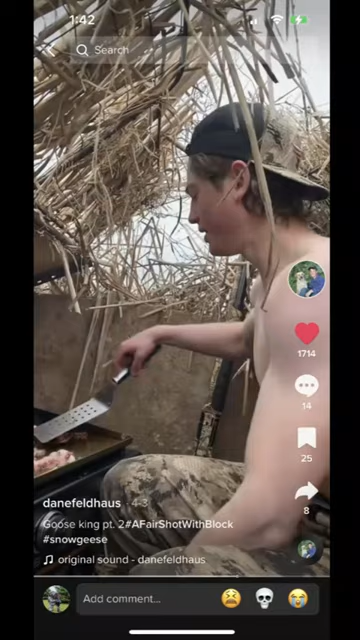 1:42
Search
1714
14
25
8
danefeldhaus · 4-3
Goose king pt. 2#AFairShotWithBlock
#snowgeese
original sound - danefeldhaus
Add comment...